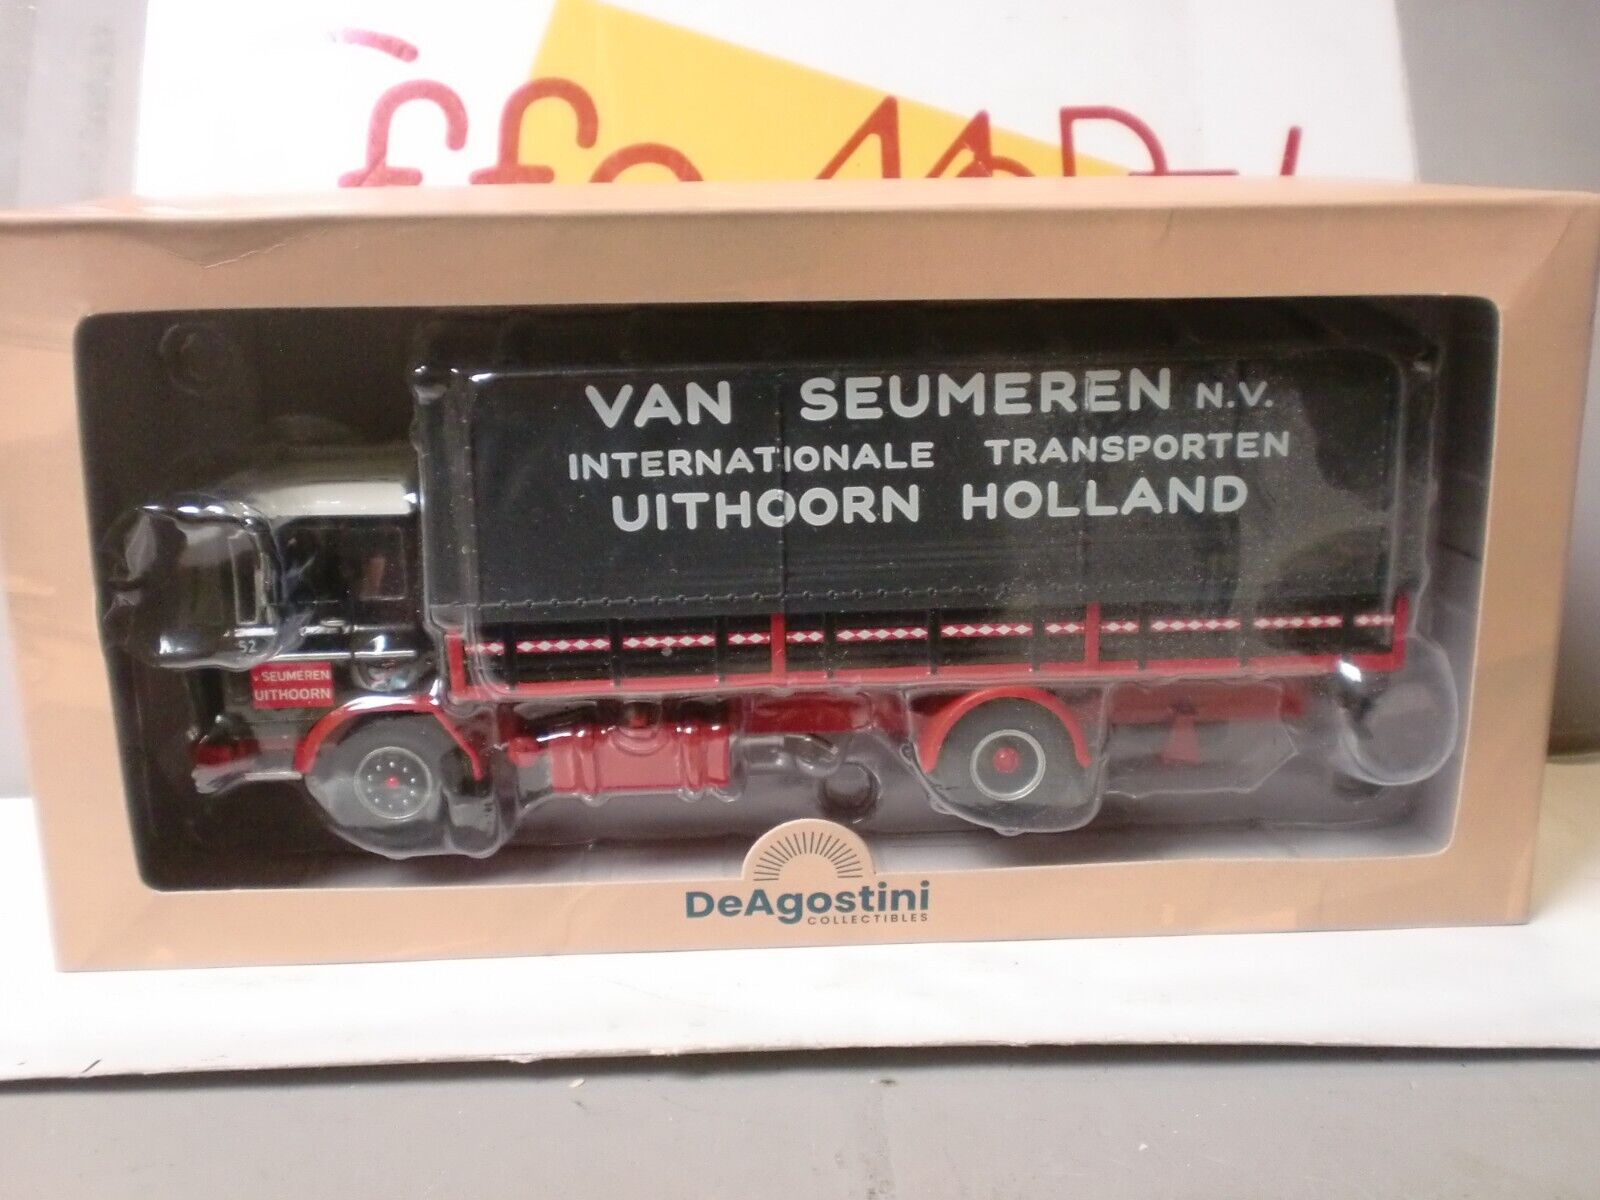 VAN SEUMEREN N.V.
INTERNATIONALE TRANSPORTEN
UITHOORN HOLLAND
52
v SEUMEREN
UITHOORN
DeAgostini
COLLECTIBLES